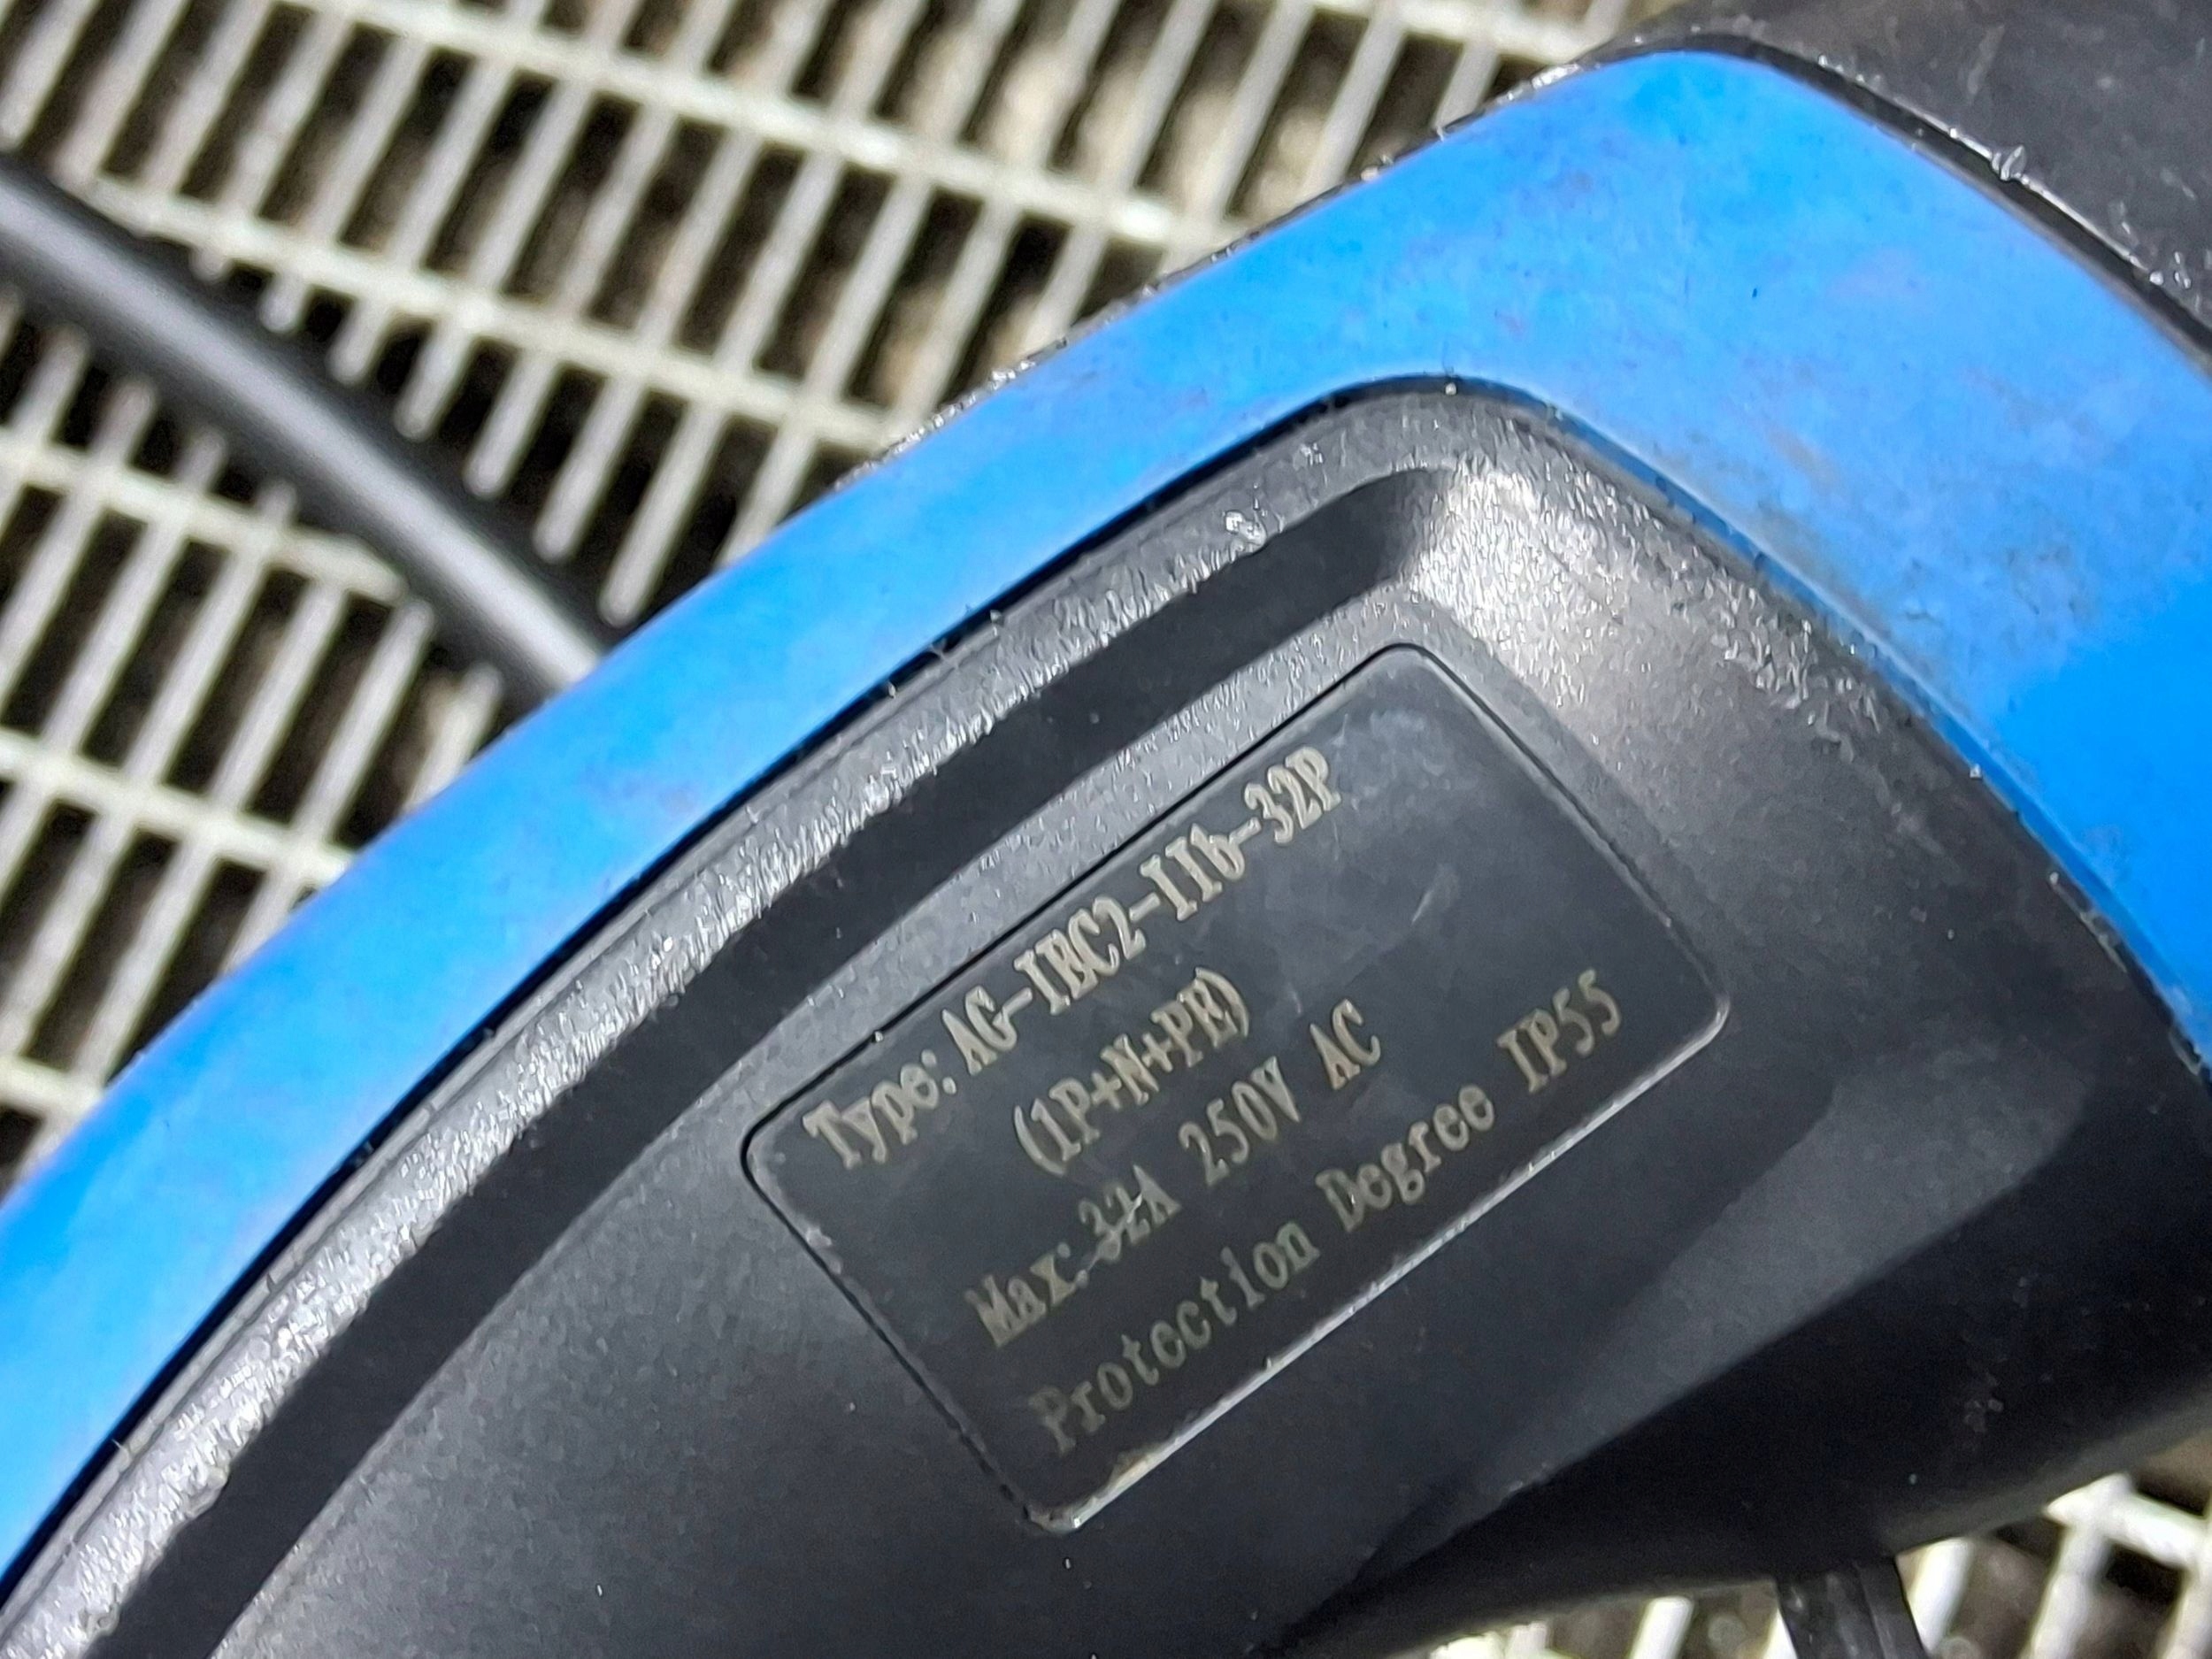 Type: AG-IEC2-IIb-32P
(1P+N+PE)
Max: 32A 250V AC
Protection Degree IP55